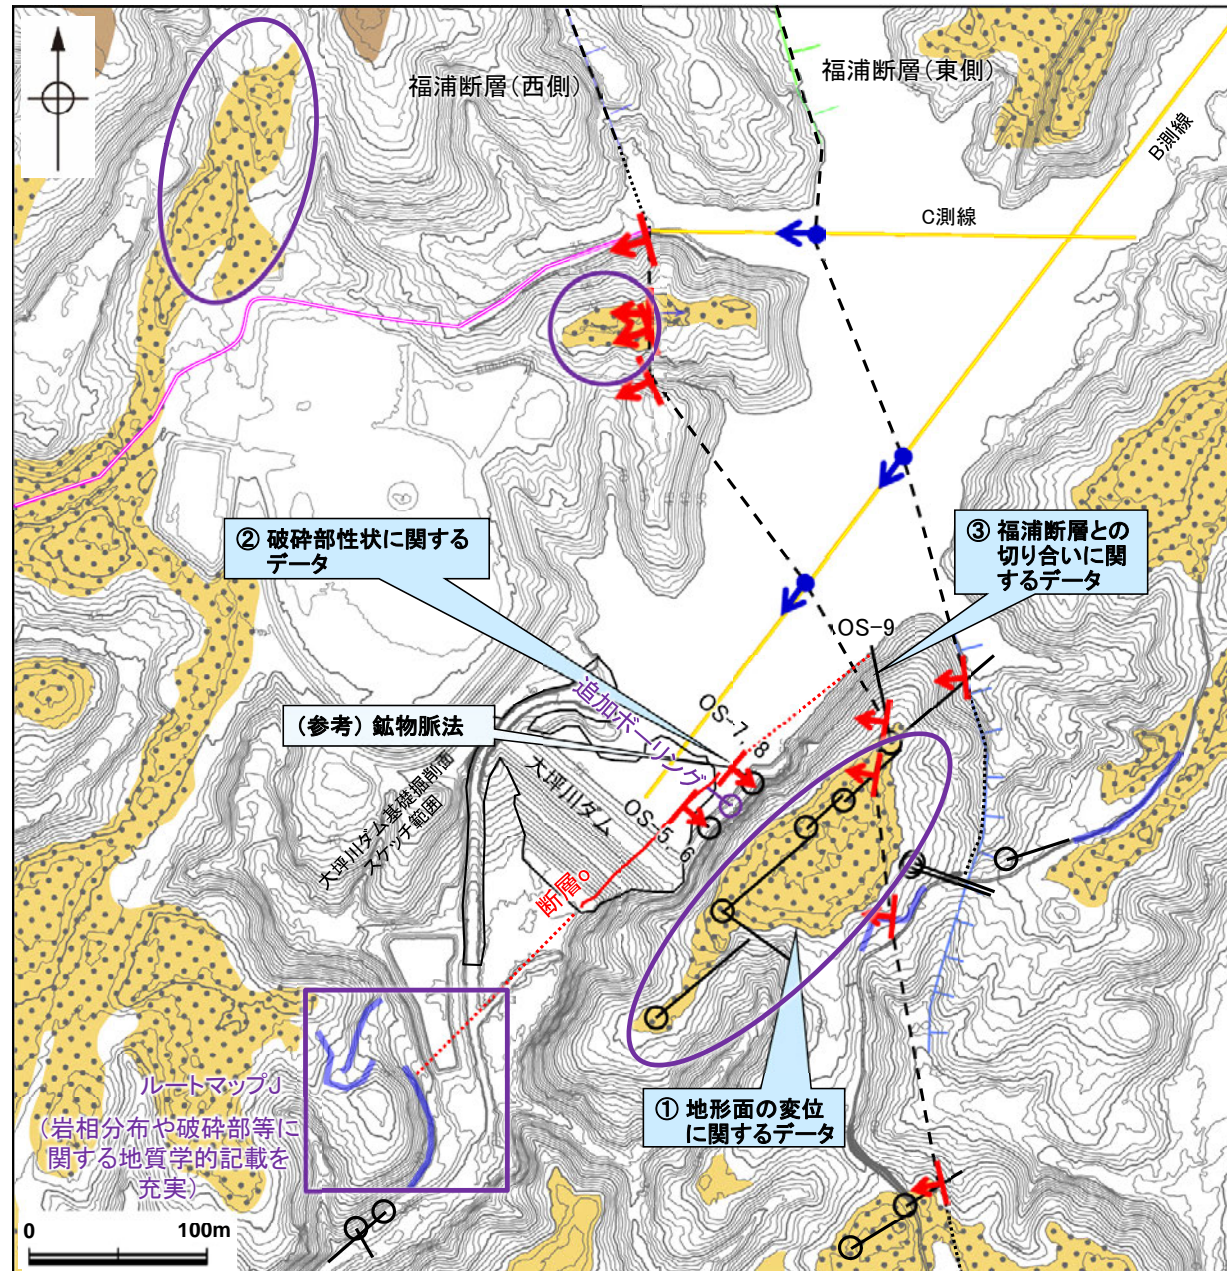 福浦断層(西側)
福浦断層(東側)
B測線
C測線
② 破砕部性状に関する
データ
③ 福浦断層との
切り合いに関
するデータ
OS-9
追加ボーリング
OS-7, 8
(参考) 鉱物脈法
大坪川ダム
OS-5, 6
大坪川ダム基礎掘削面
スケッチ範囲
断層o
ルートマップJ
(岩相分布や破砕部等に
関する地質学的記載を
充実)
① 地形面の変位
に関するデータ
0 100m